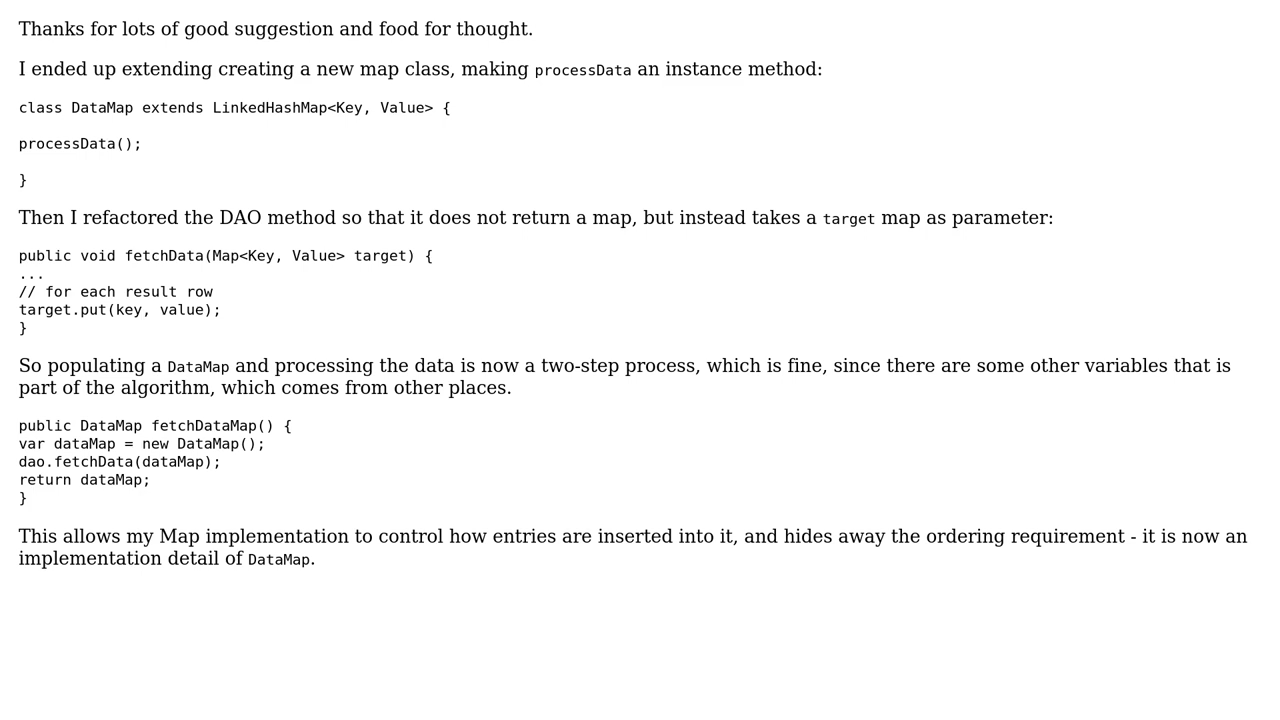 Thanks for lots of good suggestion and food for thought.
I ended up extending creating a new map class, making processData an instance method:
class DataMap extends LinkedHashMap<Key, Value> {
processData();
}
Then I refactored the DAO method so that it does not return a map, but instead takes a target map as parameter:
public void fetchData(Map<Key, Value> target) {
...
// for each result row
target.put(key, value);
}
So populating a DataMap and processing the data is now a two-step process, which is fine, since there are some other variables that is
part of the algorithm, which comes from other places.
public DataMap fetchDataMap() {
var dataMap = new DataMap();
dao.fetchData(dataMap);
return dataMap;
}
This allows my Map implementation to control how entries are inserted into it, and hides away the ordering requirement - it is now an
implementation detail of DataMap.